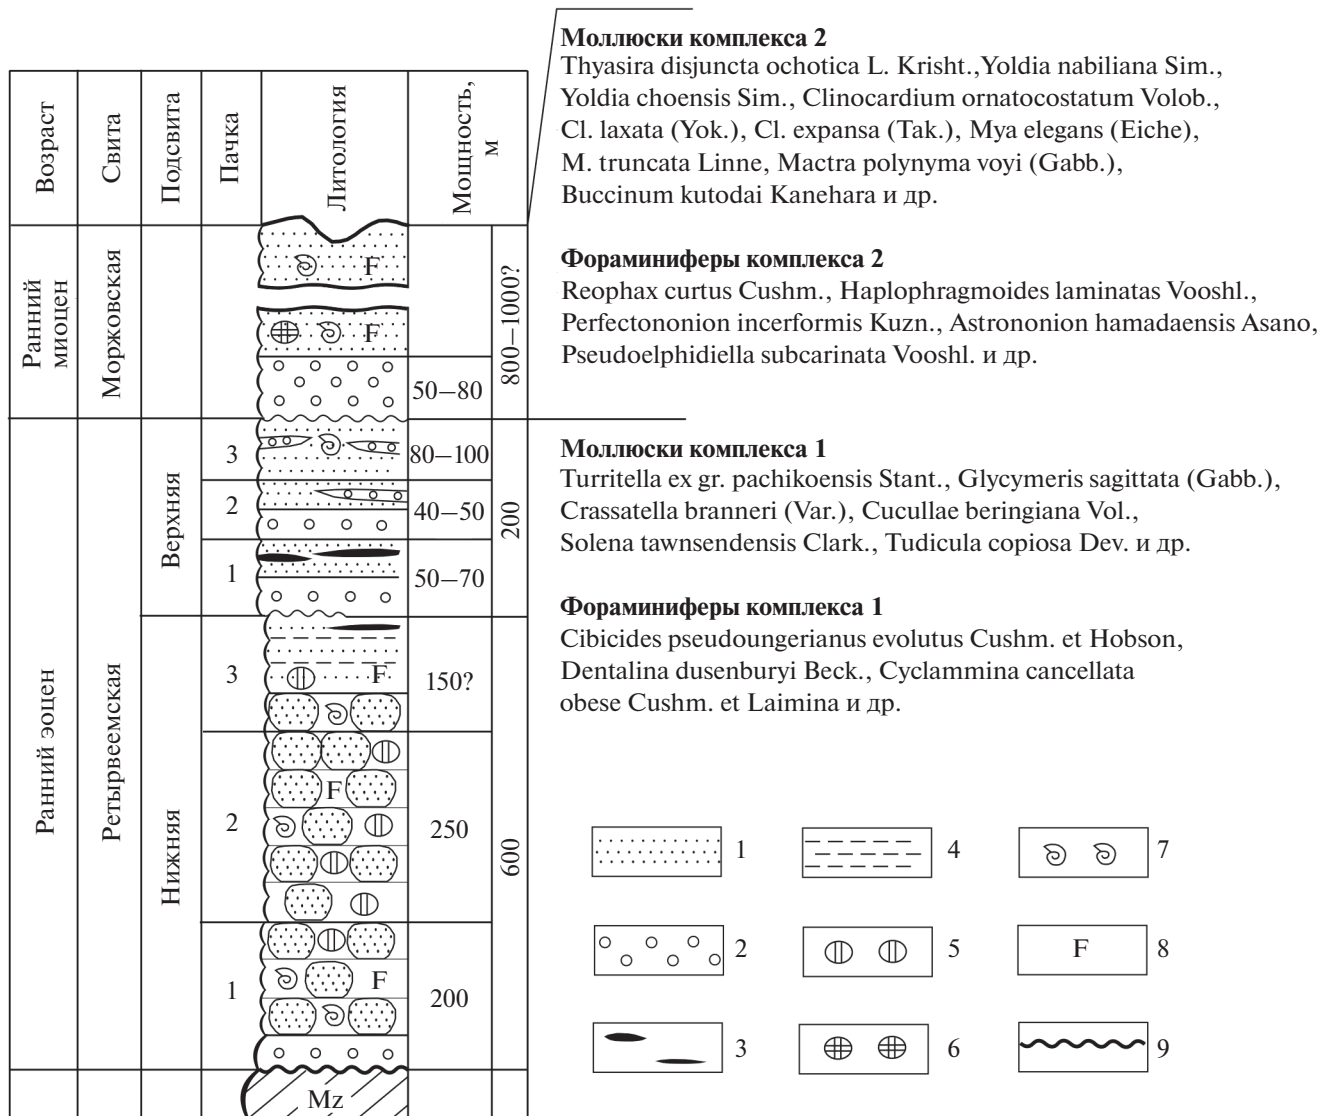 Возраст
Свита
Подсвита
Пачка
Литология
Мощность,
м
Ранний
миоцен
Моржовская
F
F
50–80
800–1000?
Ранний эоцен
Ретырвеемская
Верхняя
3
80–100
2
40–50
1
50–70
200
Нижняя
3
F
150?
2
F
250
1
F
200
600
Mz
Моллюски комплекса 2
Thyasira disjuncta ochotica L. Krisht.,Yoldia nabiliana Sim.,
Yoldia choensis Sim., Clinocardium ornatocostatum Volob.,
Cl. laxata (Yok.), Cl. expansa (Tak.), Mya elegans (Eiche),
M. truncata Linne, Mactra polynyma voyi (Gabb.),
Buccinum kutodai Kanehara и др.
Фораминиферы комплекса 2
Reophax curtus Cushm., Haplophragmoides laminatas Vooshl.,
Perfectononion incerformis Kuzn., Astrononion hamadaensis Asano,
Pseudoelphidiella subcarinata Vooshl. и др.
Моллюски комплекса 1
Turritella ex gr. pachikoensis Stant., Glycymeris sagittata (Gabb.),
Crassatella branneri (Var.), Cucullae beringiana Vol.,
Solena tawnsendensis Clark., Tudicula copiosa Dev. и др.
Фораминиферы комплекса 1
Cibicides pseudoungerianus evolutus Cushm. et Hobson,
Dentalina dusenburyi Beck., Cyclammina cancellata
obese Cushm. et Laimina и др.
1
4
7
2
5
F
8
3
6
9